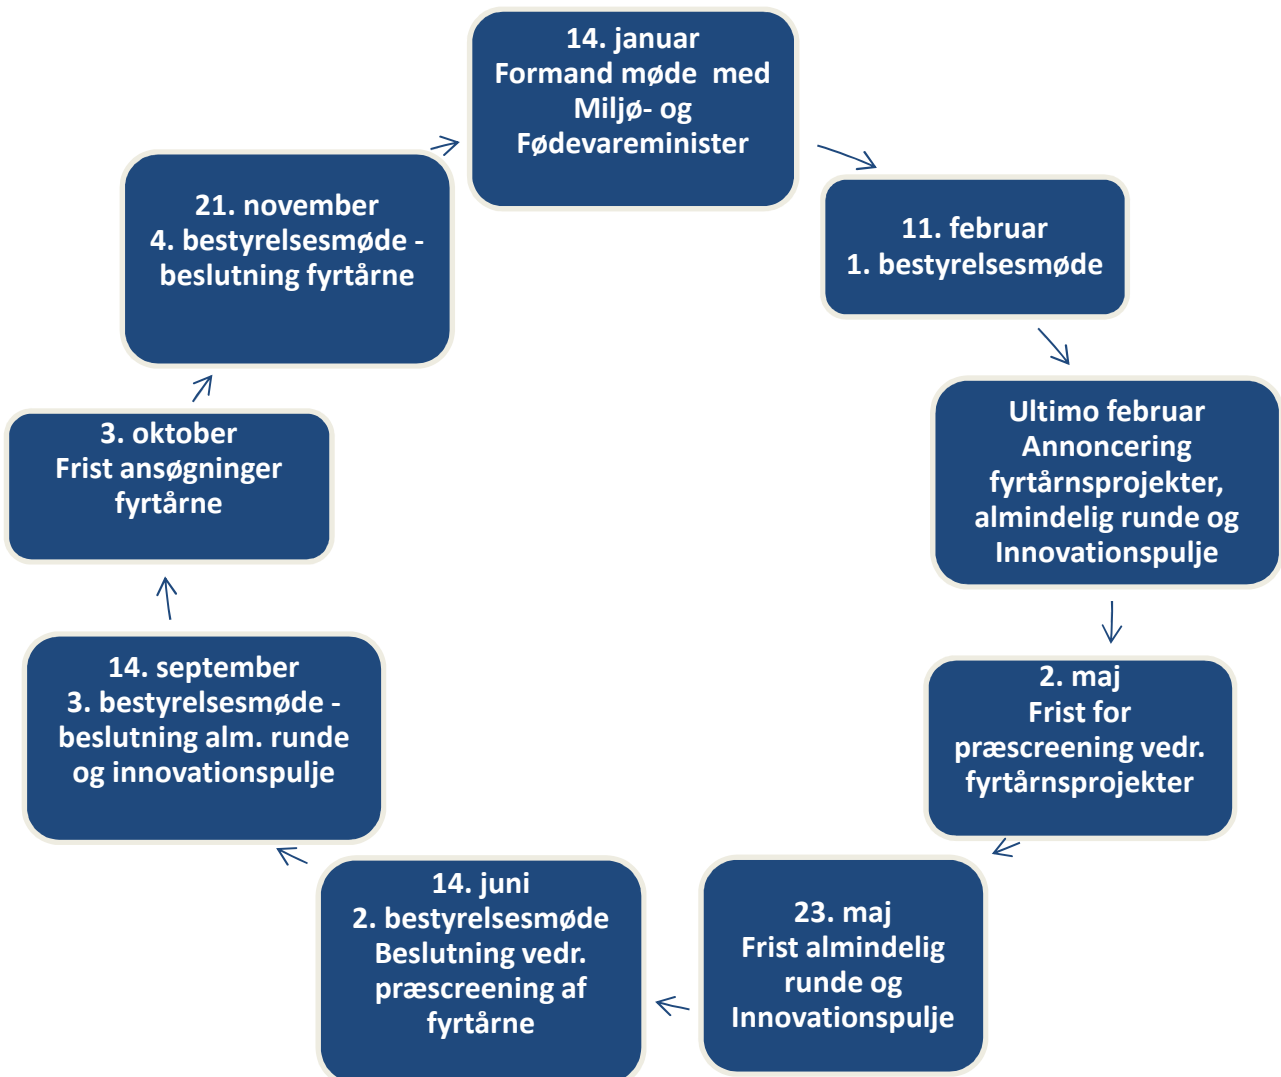 14. januar
Formand møde med
Miljø- og
Fødevareminister
11. februar
1. bestyrelsesmøde
Ultimo februar
Annoncering
fyrtårnsprojekter,
almindelig runde og
Innovationspulje
2. maj
Frist for
præscreening vedr.
fyrtårnsprojekter
23. maj
Frist almindelig
runde og
Innovationspulje
14. juni
2. bestyrelsesmøde
Beslutning vedr.
præscreening af
fyrtårne
14. september
3. bestyrelsesmøde -
beslutning alm. runde
og innovationspulje
3. oktober
Frist ansøgninger
fyrtårne
21. november
4. bestyrelsesmøde -
beslutning fyrtårne